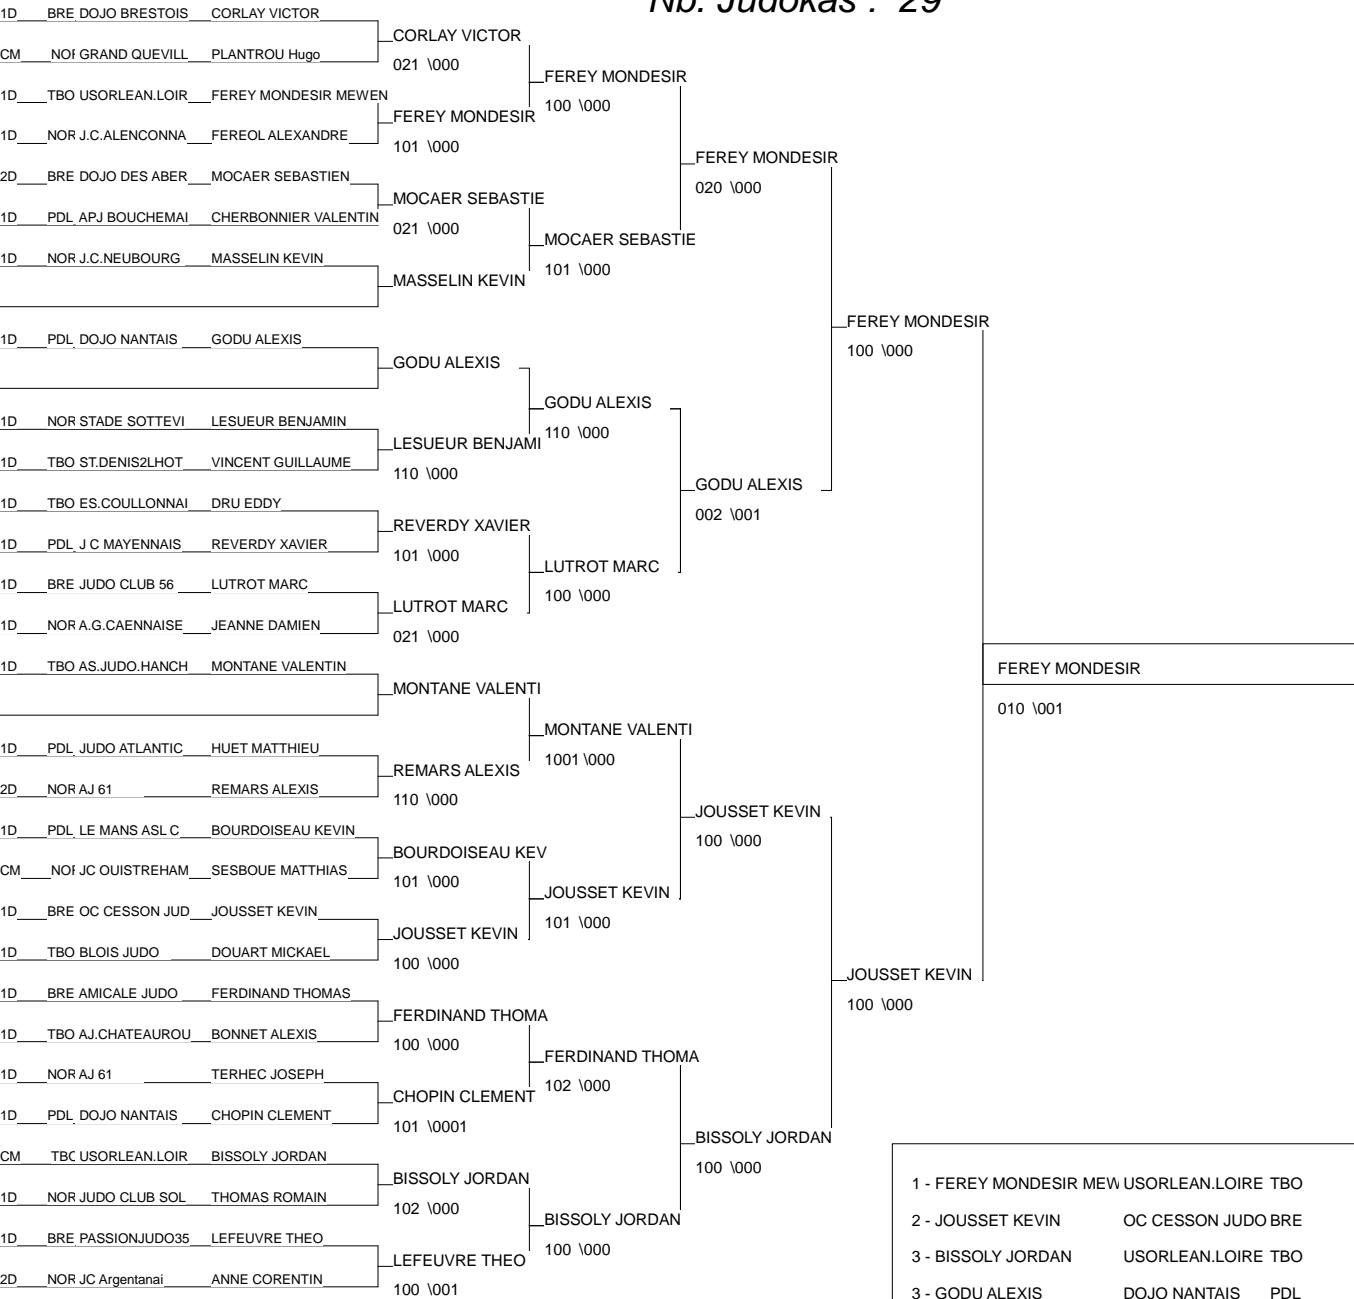 Nb. Judokas : 29
1D BRE DOJO BRESTOIS CORLAY VICTOR
CORLAY VICTOR
CM NOR GRAND QUEVILL PLANTROU Hugo
021 \000
FEREY MONDESIR
1D TBO USORLEAN.LOIR FEREY MONDESIR MEWEN
100 \000
FEREY MONDESIR
1D NOR J.C.ALENCONNA FEREOL ALEXANDRE
101 \000
FEREY MONDESIR
2D BRE DOJO DES ABER MOCAER SEBASTIEN
020 \000
MOCAER SEBASTIE
1D PDL APJ BOUCHEMAI CHERBONNIER VALENTIN
021 \000
MOCAER SEBASTIE
1D NOR J.C.NEUBOURG MASSELIN KEVIN
101 \000
MASSELIN KEVIN
FEREY MONDESIR
1D PDL DOJO NANTAIS GODU ALEXIS
100 \000
GODU ALEXIS
GODU ALEXIS
1D NOR STADE SOTTEVI LESUEUR BENJAMIN
110 \000
LESUEUR BENJAMI
1D TBO ST.DENIS2LHOT VINCENT GUILLAUME
110 \000
GODU ALEXIS
1D TBO ES.COULLONNAI DRU EDDY
002 \001
REVERDY XAVIER
1D PDL J C MAYENNAIS REVERDY XAVIER
101 \000
LUTROT MARC
1D BRE JUDO CLUB 56 LUTROT MARC
100 \000
LUTROT MARC
1D NOR A.G.CAENNAISE JEANNE DAMIEN
021 \000
1D TBO AS.JUDO.HANCH MONTANE VALENTIN
FEREY MONDESIR
MONTANE VALENTI
010 \001
MONTANE VALENTI
1D PDL JUDO ATLANTIC HUET MATTHIEU
1001 \000
REMARS ALEXIS
2D NOR AJ 61 REMARS ALEXIS
110 \000
JOUSSET KEVIN
1D PDL LE MANS ASL C BOURDOISEAU KEVIN
100 \000
BOURDOISEAU KEV
CM NOR JC OUISTREHAM SESBOUE MATTHIAS
101 \000
JOUSSET KEVIN
1D BRE OC CESSON JUD JOUSSET KEVIN
101 \000
JOUSSET KEVIN
1D TBO BLOIS JUDO DOUART MICKAEL
100 \000
JOUSSET KEVIN
1D BRE AMICALE JUDO FERDINAND THOMAS
100 \000
FERDINAND THOMA
1D TBO AJ.CHATEAUROU BONNET ALEXIS
100 \000
FERDINAND THOMA
1D NOR AJ 61 TERHEC JOSEPH
102 \000
CHOPIN CLEMENT
1D PDL DOJO NANTAIS CHOPIN CLEMENT
101 \0001
BISSOLY JORDAN
CM TBO USORLEAN.LOIR BISSOLY JORDAN
100 \000
BISSOLY JORDAN
1D NOR JUDO CLUB SOL THOMAS ROMAIN
102 \000
BISSOLY JORDAN
1D BRE PASSIONJUDO35 LEFEUVRE THEO
100 \000
LEFEUVRE THEO
2D NOR JC Argentanai ANNE CORENTIN
100 \001
1 - FEREY MONDESIR MEW USORLEAN.LOIRE TBO
2 - JOUSSET KEVIN OC CESSON JUDO BRE
3 - BISSOLY JORDAN USORLEAN.LOIRE TBO
3 - GODU ALEXIS DOJO NANTAIS PDL